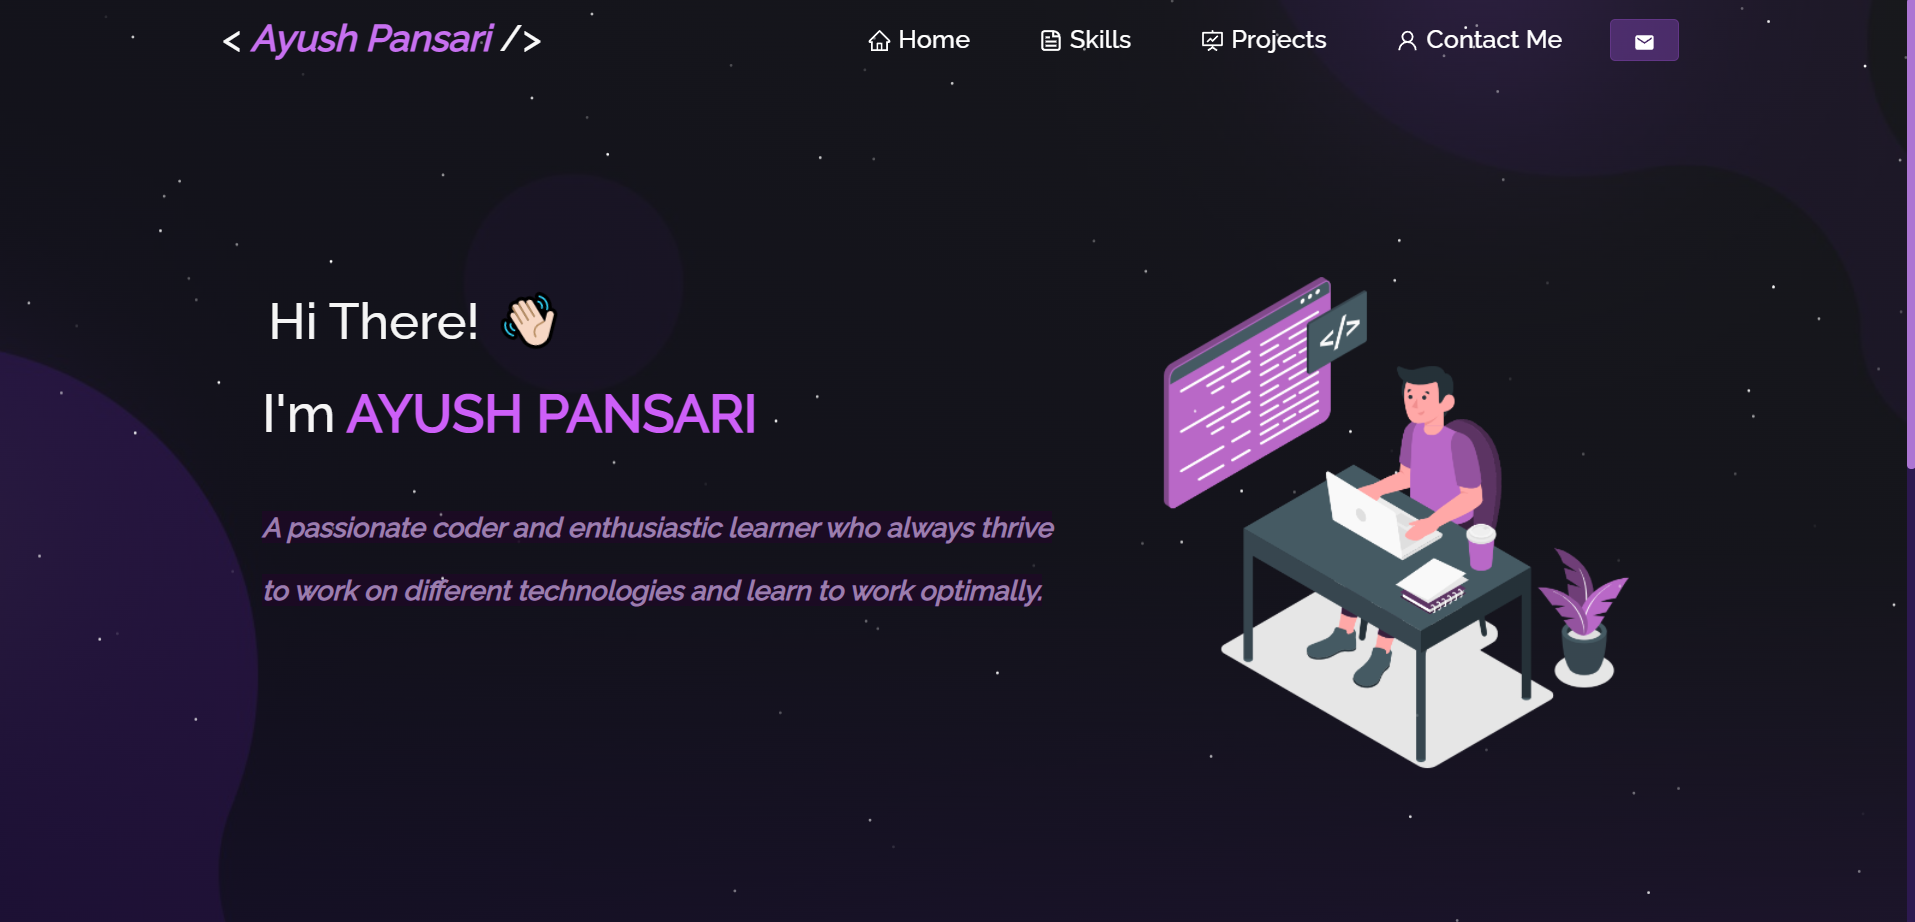 < Ayush Pansari />
Home
Skills
Projects
Contact Me
Hi There!
I'm AYUSH PANSARI
</>
A passionate coder and enthusiastic learner who always thrive
to work on different technologies and learn to work optimally.